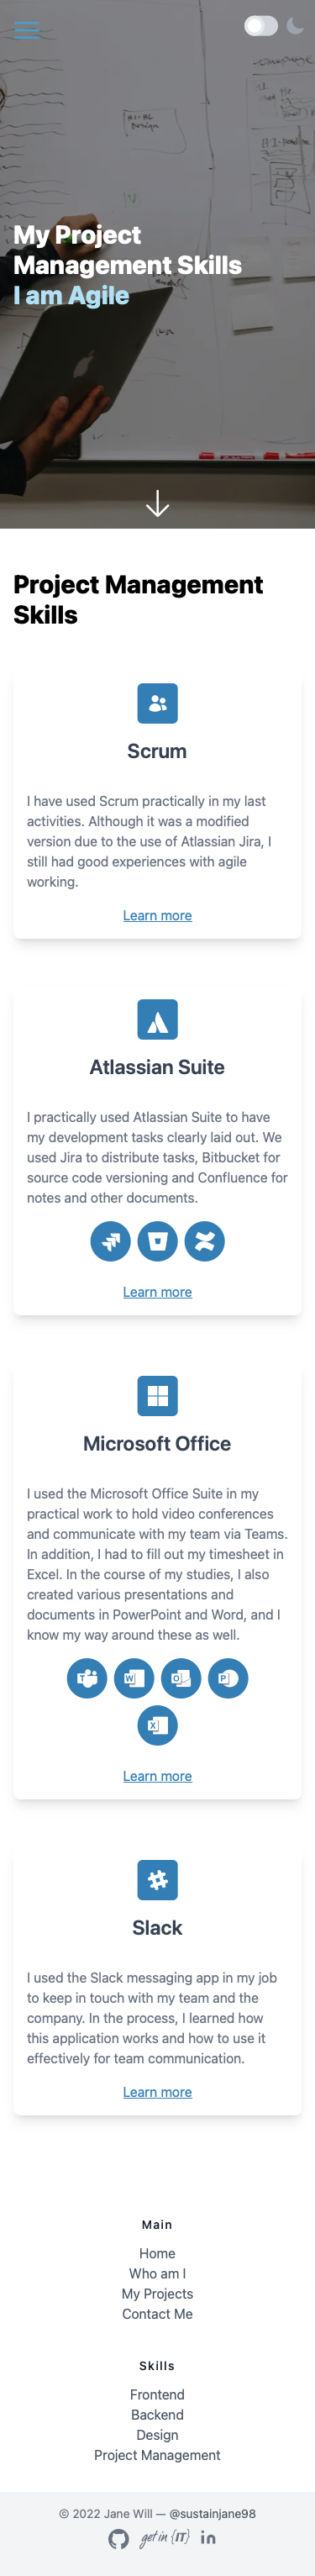 My Project
Management Skills
I am Agile
Project Management
Skills
Scrum
I have used Scrum practically in my last
activities. Although it was a modified
version due to the use of Atlassian Jira, I
still had good experiences with agile
working.
Learn more
Atlassian Suite
I practically used Atlassian Suite to have
my development tasks clearly laid out. We
used Jira to distribute tasks, Bitbucket for
source code versioning and Confluence for
notes and other documents.
Learn more
Microsoft Office
I used the Microsoft Office Suite in my
practical work to hold video conferences
and communicate with my team via Teams.
In addition, I had to fill out my timesheet in
Excel. In the course of my studies, I also
created various presentations and
documents in PowerPoint and Word, and I
know my way around these as well.
T W O P
X
Learn more
Slack
I used the Slack messaging app in my job
to keep in touch with my team and the
company. In the process, I learned how
this application works and how to use it
effectively for team communication.
Learn more
Main
Home
Who am I
My Projects
Contact Me
Skills
Frontend
Backend
Design
Project Management
© 2022 Jane Will — @sustainjane98
get in {IT} in